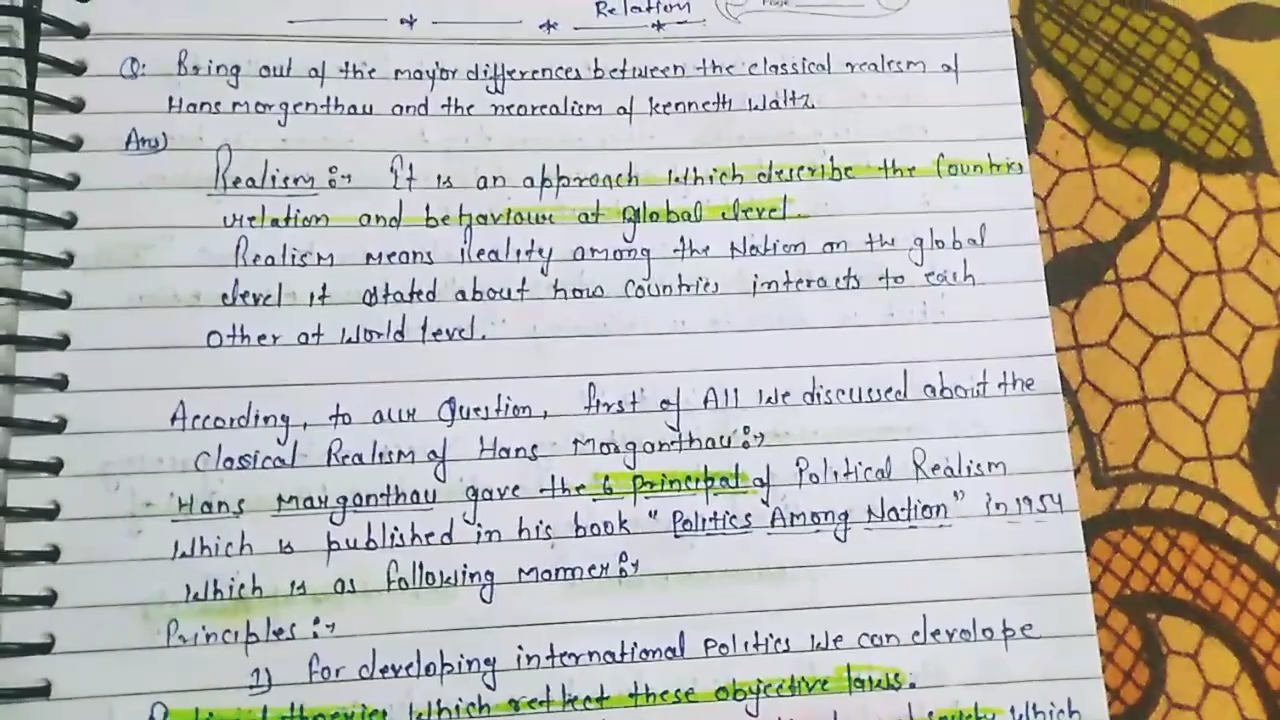 Relation
Q: Bring out of the mayor differences between the classical realism of
Hans morgenthau and the neorealism of Kenneth Waltz
Ans)
Realism :- It is an approach which describe the Countries
relation and behaviour at global level.
Realism means Reality among the Nation on the global
level it stated about how Countries interacts to each
Other at World level.
According, to our Question, first of All We discussed about the
Classical Realism of Hans Morganthau :-
Hans Marganthau gave the 6 principal of Political Realism
Which is published in his book "Politics Among Nation" in 1954
Which is as following manner :-
Principles :-
1) for developing international Politics We can develope
theories Which reflect these objective laws.
Which